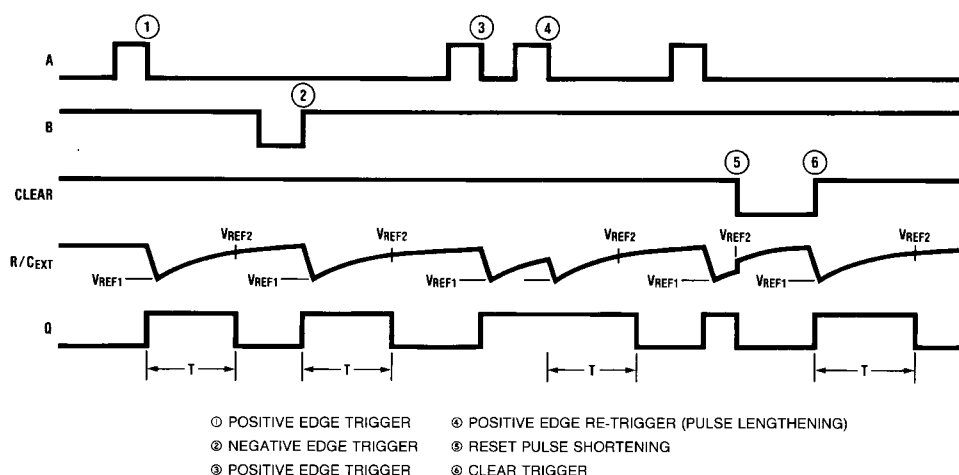 ① ③ ④
A
②
B
⑤ ⑥
CLEAR
VREF2 VREF2 VREF2 VREF2 VREF2
R/CEXT
VREF1 VREF1 VREF1 VREF1 VREF1
Q
T T T T
① POSITIVE EDGE TRIGGER ④ POSITIVE EDGE RE-TRIGGER (PULSE LENGTHENING)
② NEGATIVE EDGE TRIGGER ⑤ RESET PULSE SHORTENING
③ POSITIVE EDGE TRIGGER ⑥ CLEAR TRIGGER